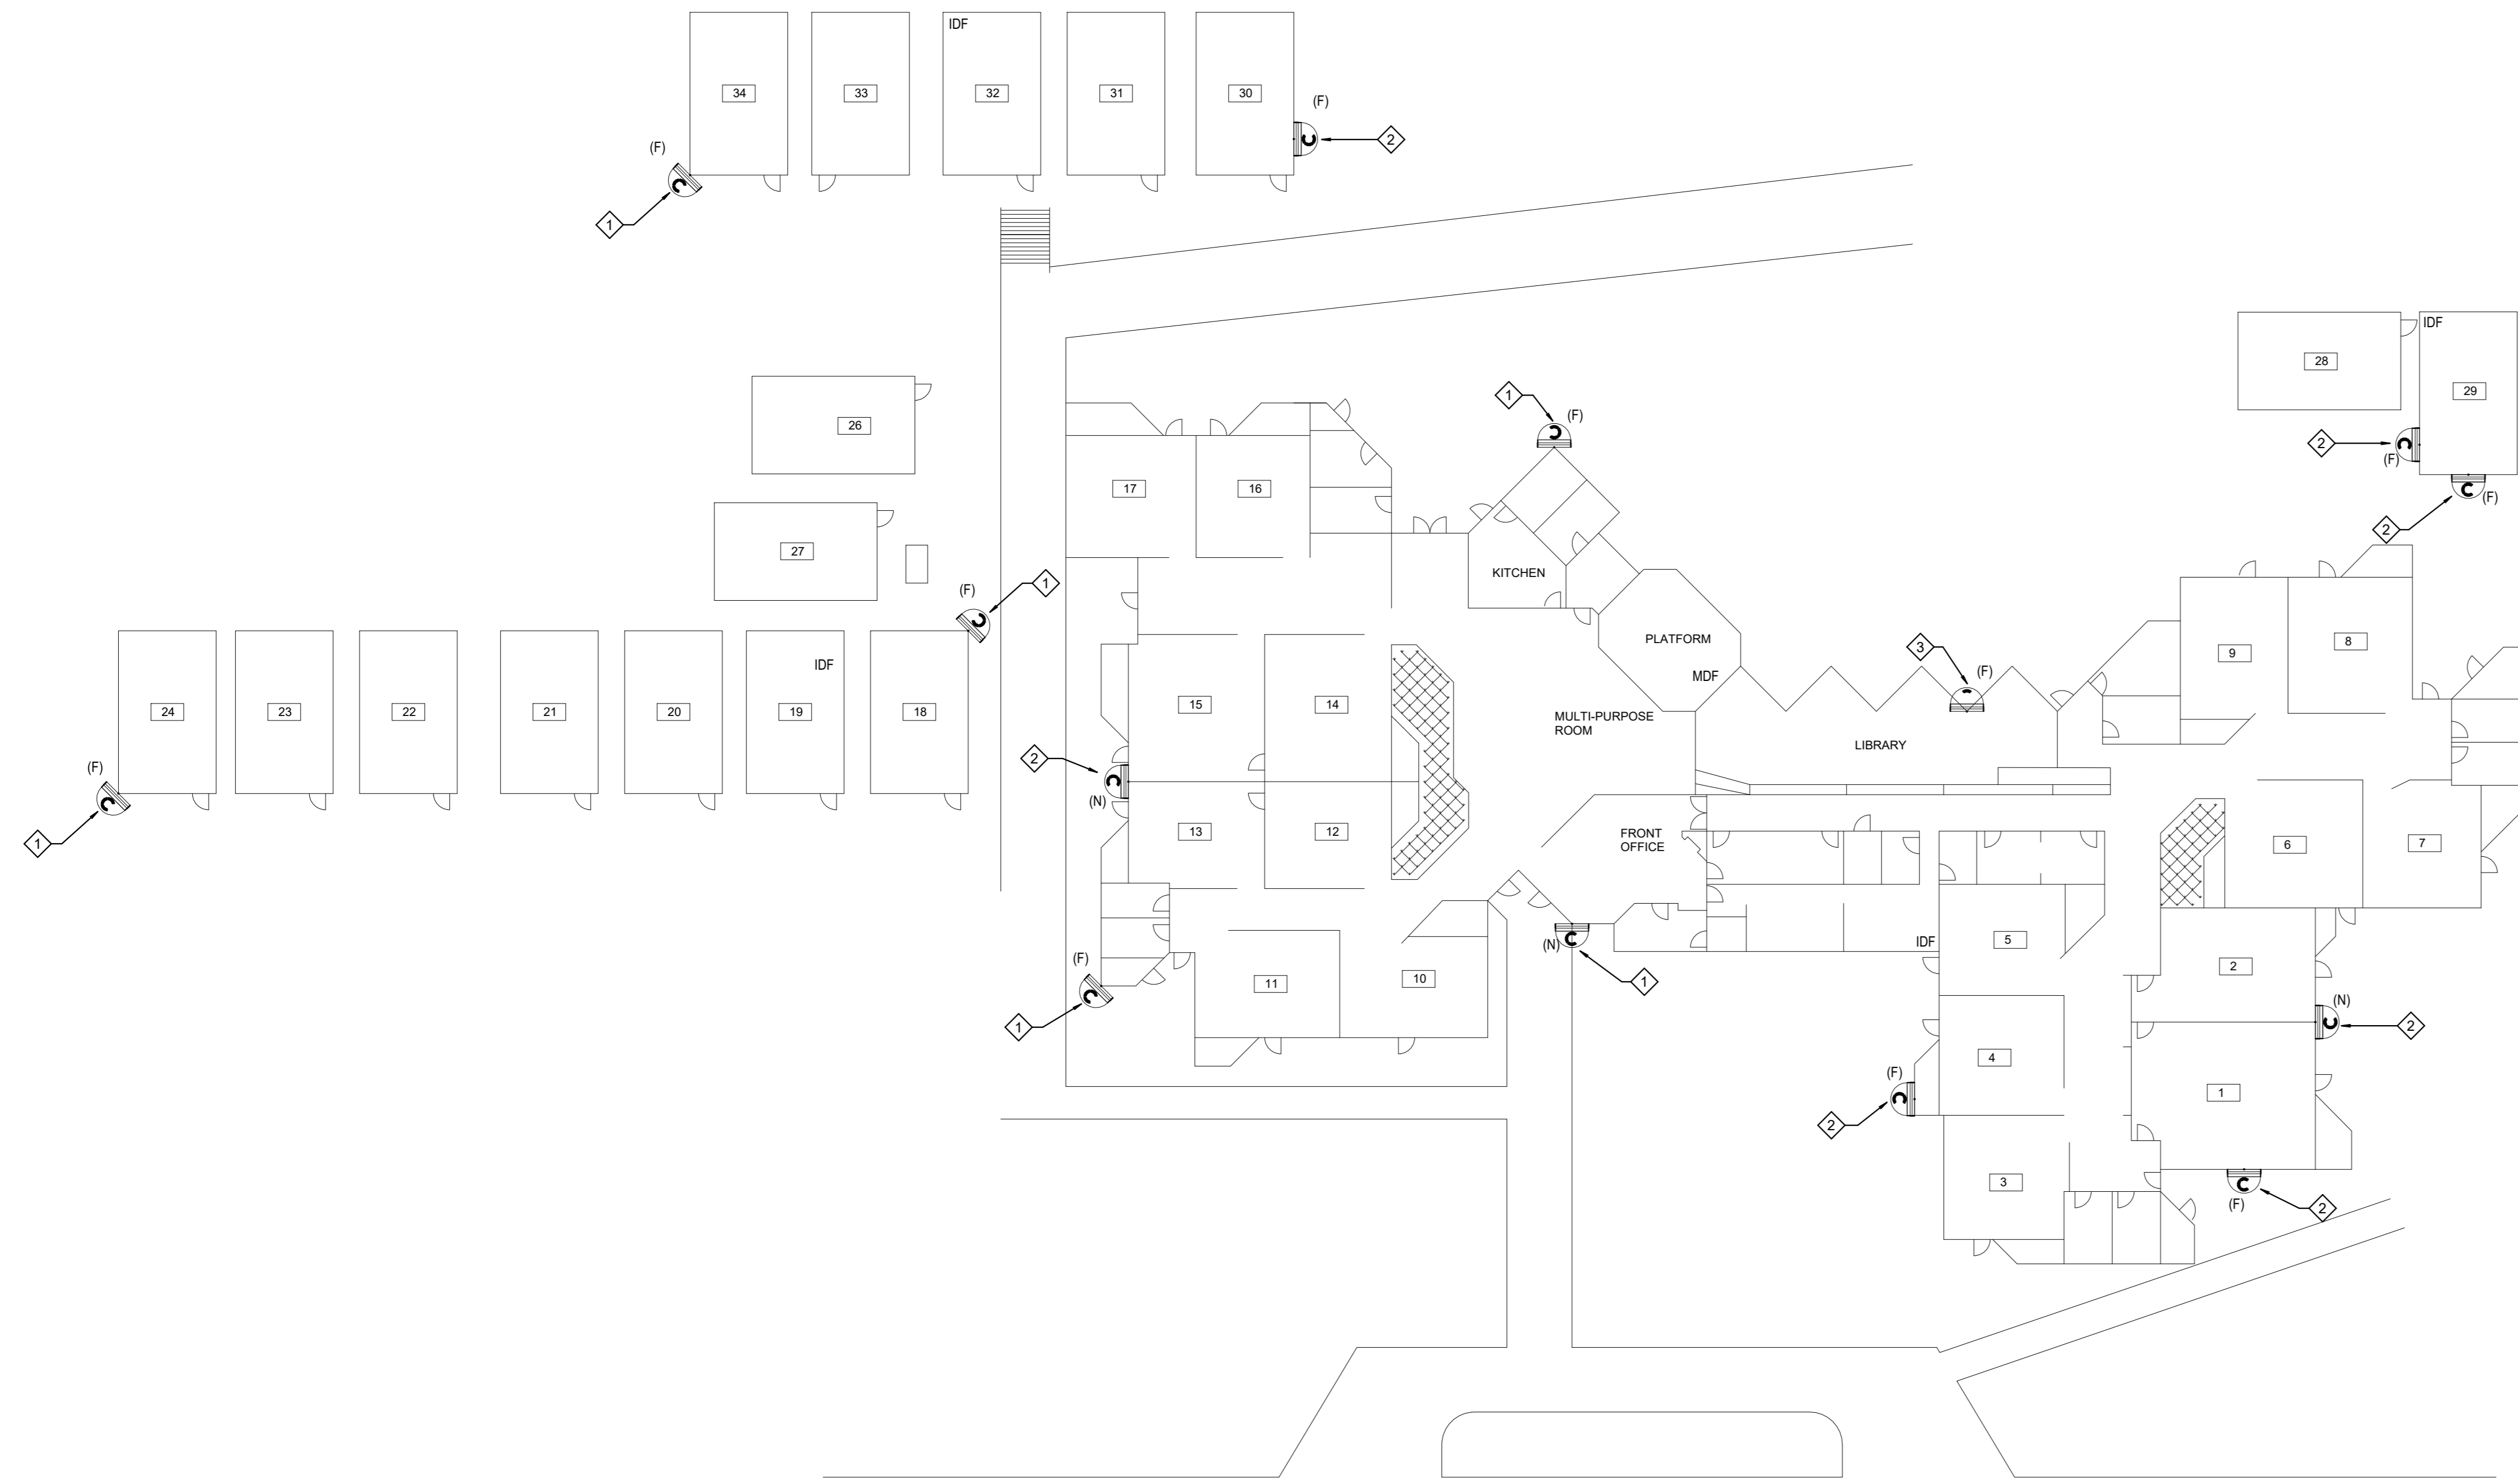 IDF
34
33
32
31
30
(F)
2
(F)
1
IDF
28
29
2
(F)
(F)
2
26
1
(F)
17
16
27
KITCHEN
1
(F)
PLATFORM
MDF
3
(F)
9
8
24
23
22
21
20
IDF
19
18
15
14
MULTI-PURPOSE
ROOM
LIBRARY
(F)
1
2
(N)
13
12
FRONT
OFFICE
6
7
(F)
1
11
10
(N)
1
IDF
5
2
(N)
2
4
(F)
2
1
3
(F)
2